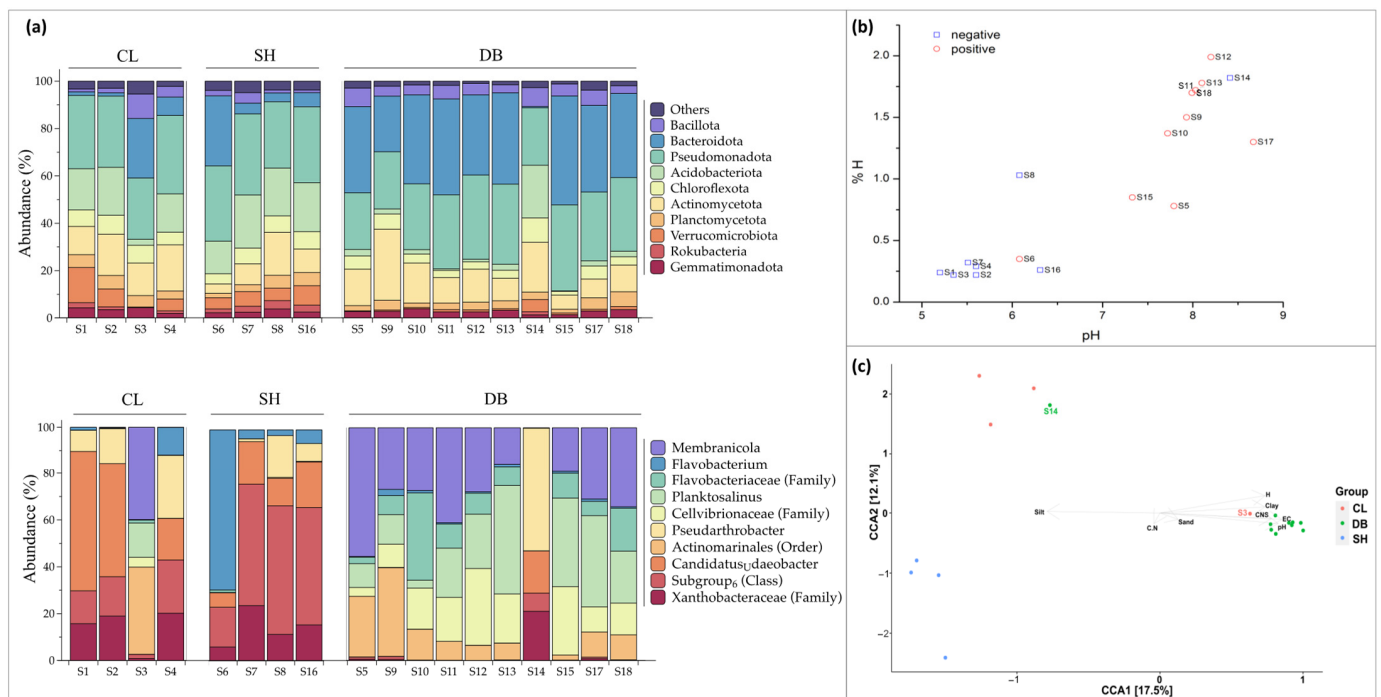 (a)
CL SH DB
Abundance (%)
100
80
60
40
20
0
S1 S2 S3 S4 S6 S7 S8 S16 S5 S9 S10 S11 S12 S13 S14 S15 S17 S18
Others
Bacillota
Bacteroidota
Pseudomonadota
Acidobacteriota
Chloroflexota
Actinomycetota
Planctomycetota
Verrucomicrobiota
Rokubacteria
Gemmatimonadota
CL SH DB
Abundance (%)
100
80
60
40
20
0
S1 S2 S3 S4 S6 S7 S8 S16 S5 S9 S10 S11 S12 S13 S14 S15 S17 S18
Membranicola
Flavobacterium
Flavobacteriaceae (Family)
Planktosalinus
Cellvibrionaceae (Family)
Pseudarthrobacter
Actinomarinales (Order)
CandidatusUdaeobacter
Subgroup6 (Class)
Xanthobacteraceae (Family)
(b)
negative
positive
% H
2.0
1.5
1.0
0.5
0.0
S12
S14
S13
S11
S18
S9
S10
S17
S8
S15
S5
S6
S7
S4
S1
S3
S2
S16
5 6 7 8 9
pH
(c)
CCA2 [12.1%]
2
1
0
−1
−2
S14
H
Clay
Silt
S3
CNS
EC
Sand
C.N
pH
−1 0 1
CCA1 [17.5%]
Group
CL
DB
SH